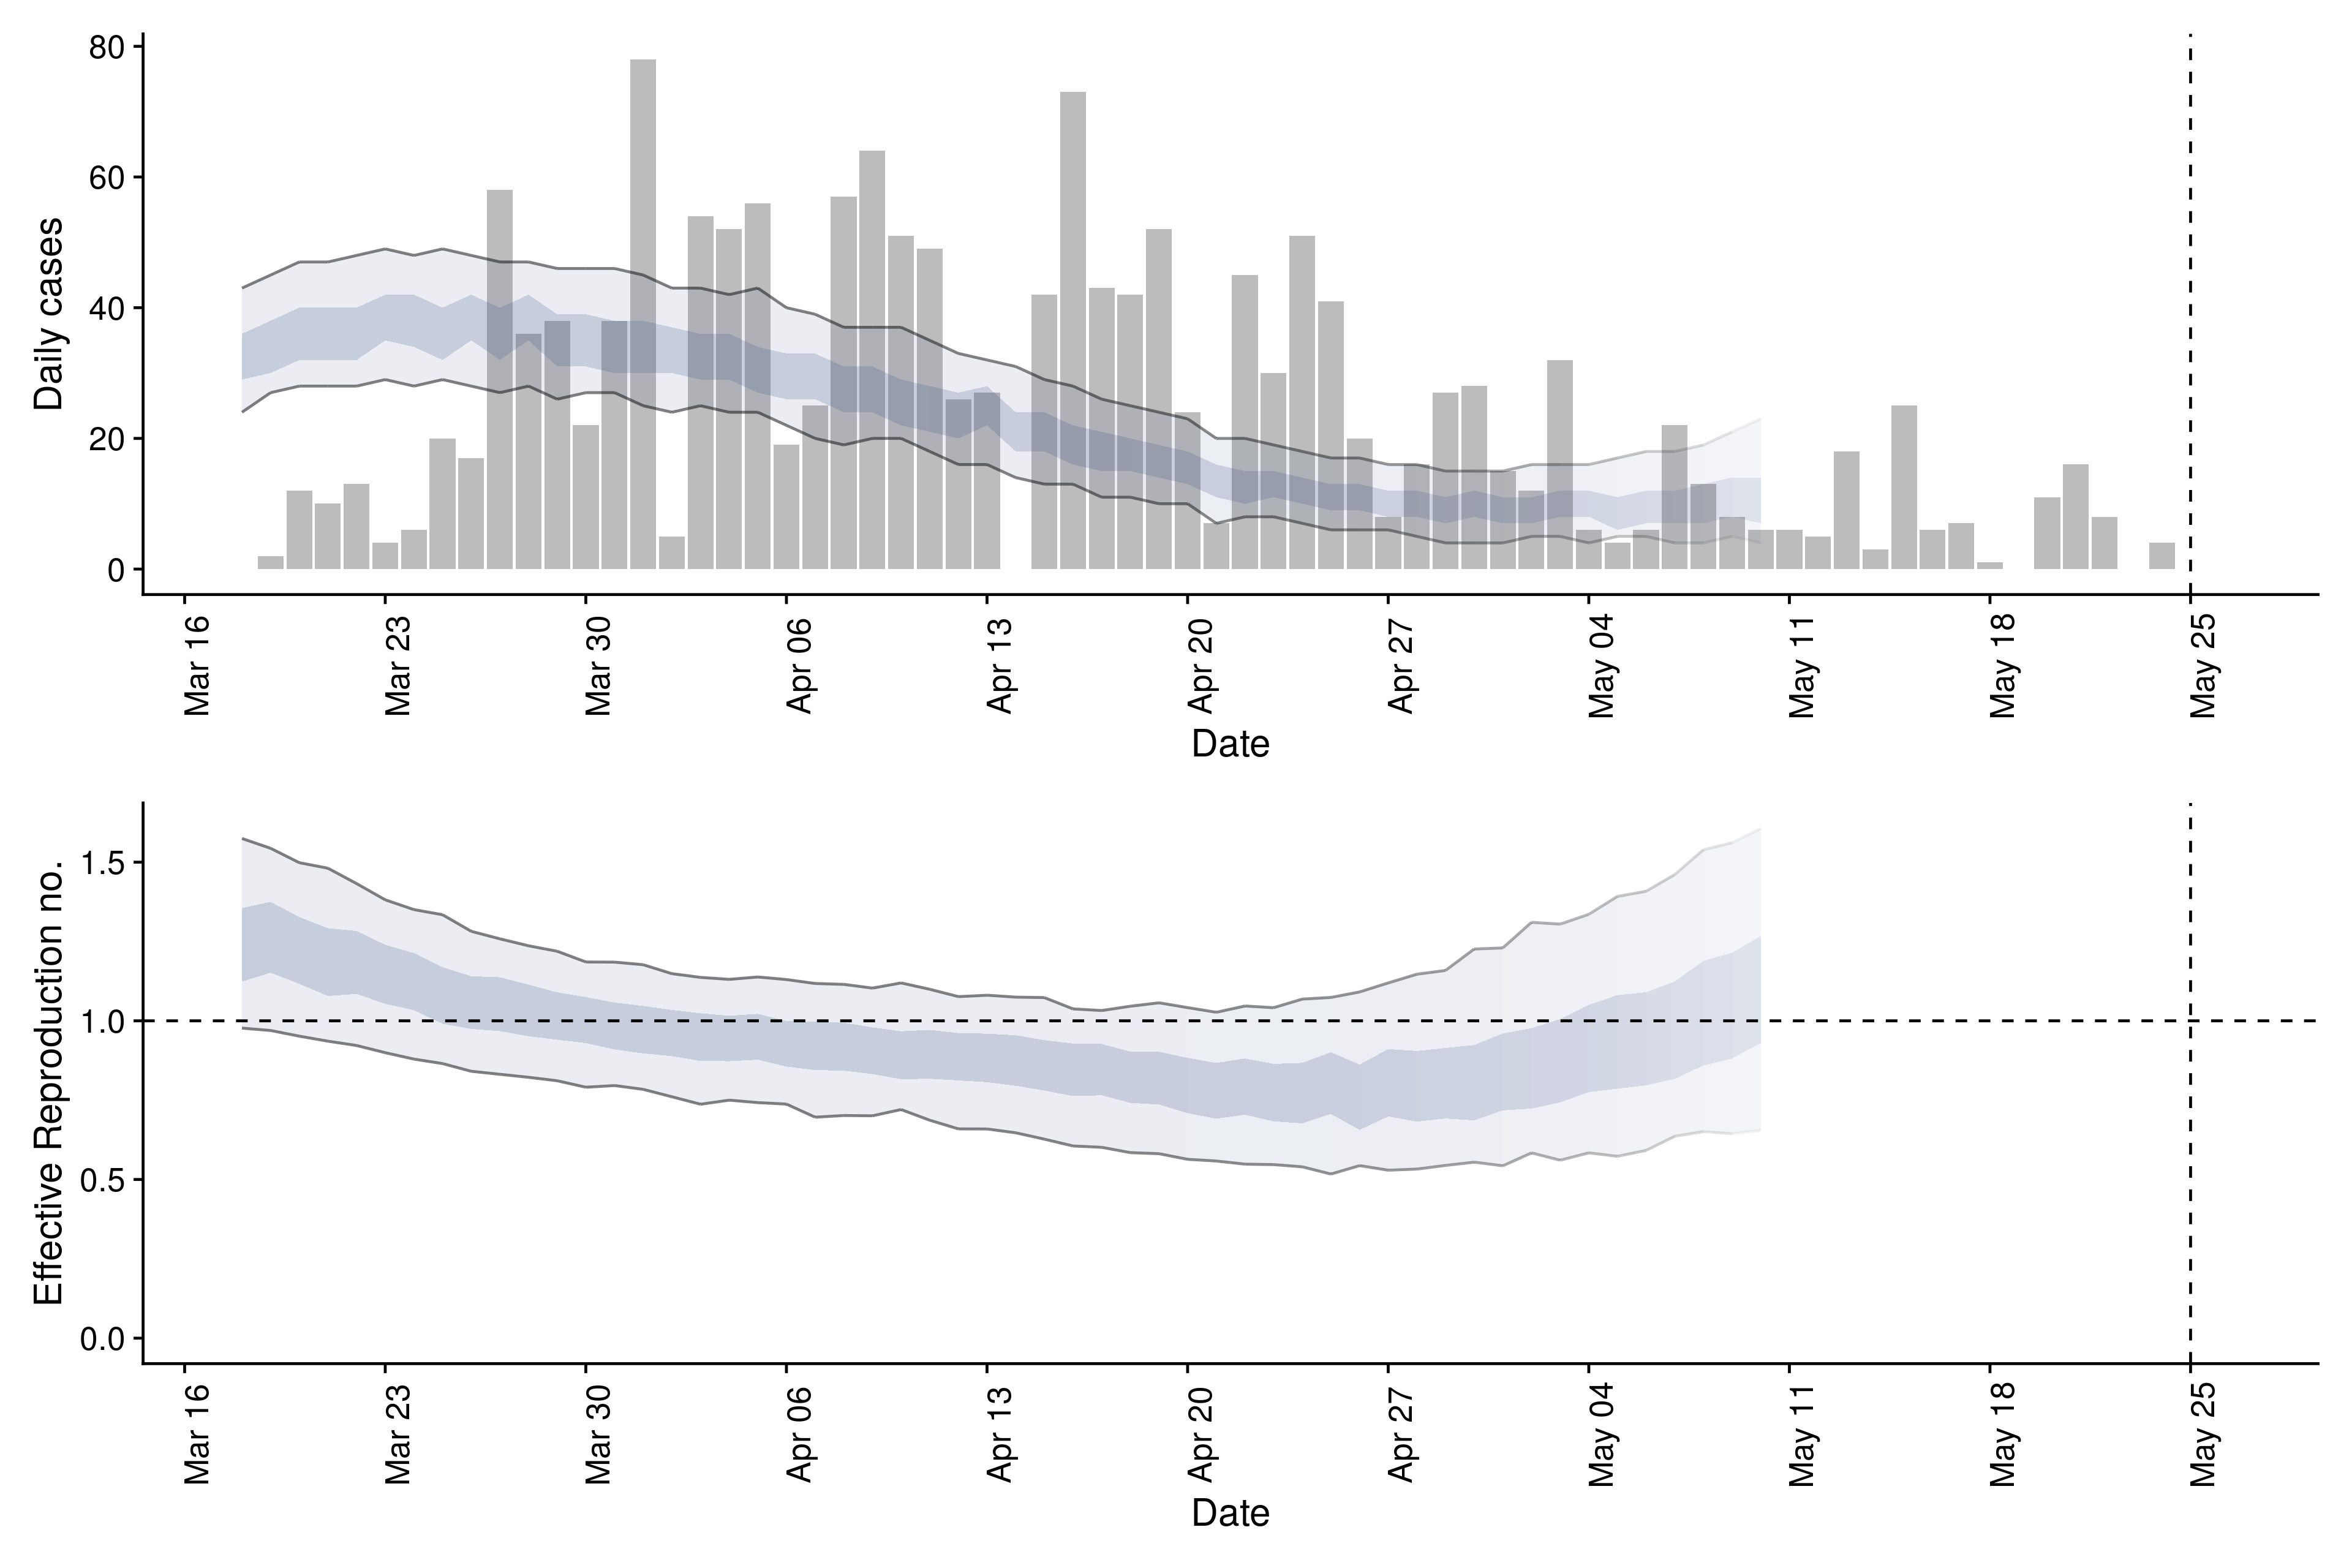 Daily cases
80
60
40
20
0
Mar 16
Mar 23
Mar 30
Apr 06
Apr 13
Apr 20
Apr 27
May 04
May 11
May 18
May 25
Date
Effective Reproduction no.
1.5
1.0
0.5
0.0
Mar 16
Mar 23
Mar 30
Apr 06
Apr 13
Apr 20
Apr 27
May 04
May 11
May 18
May 25
Date